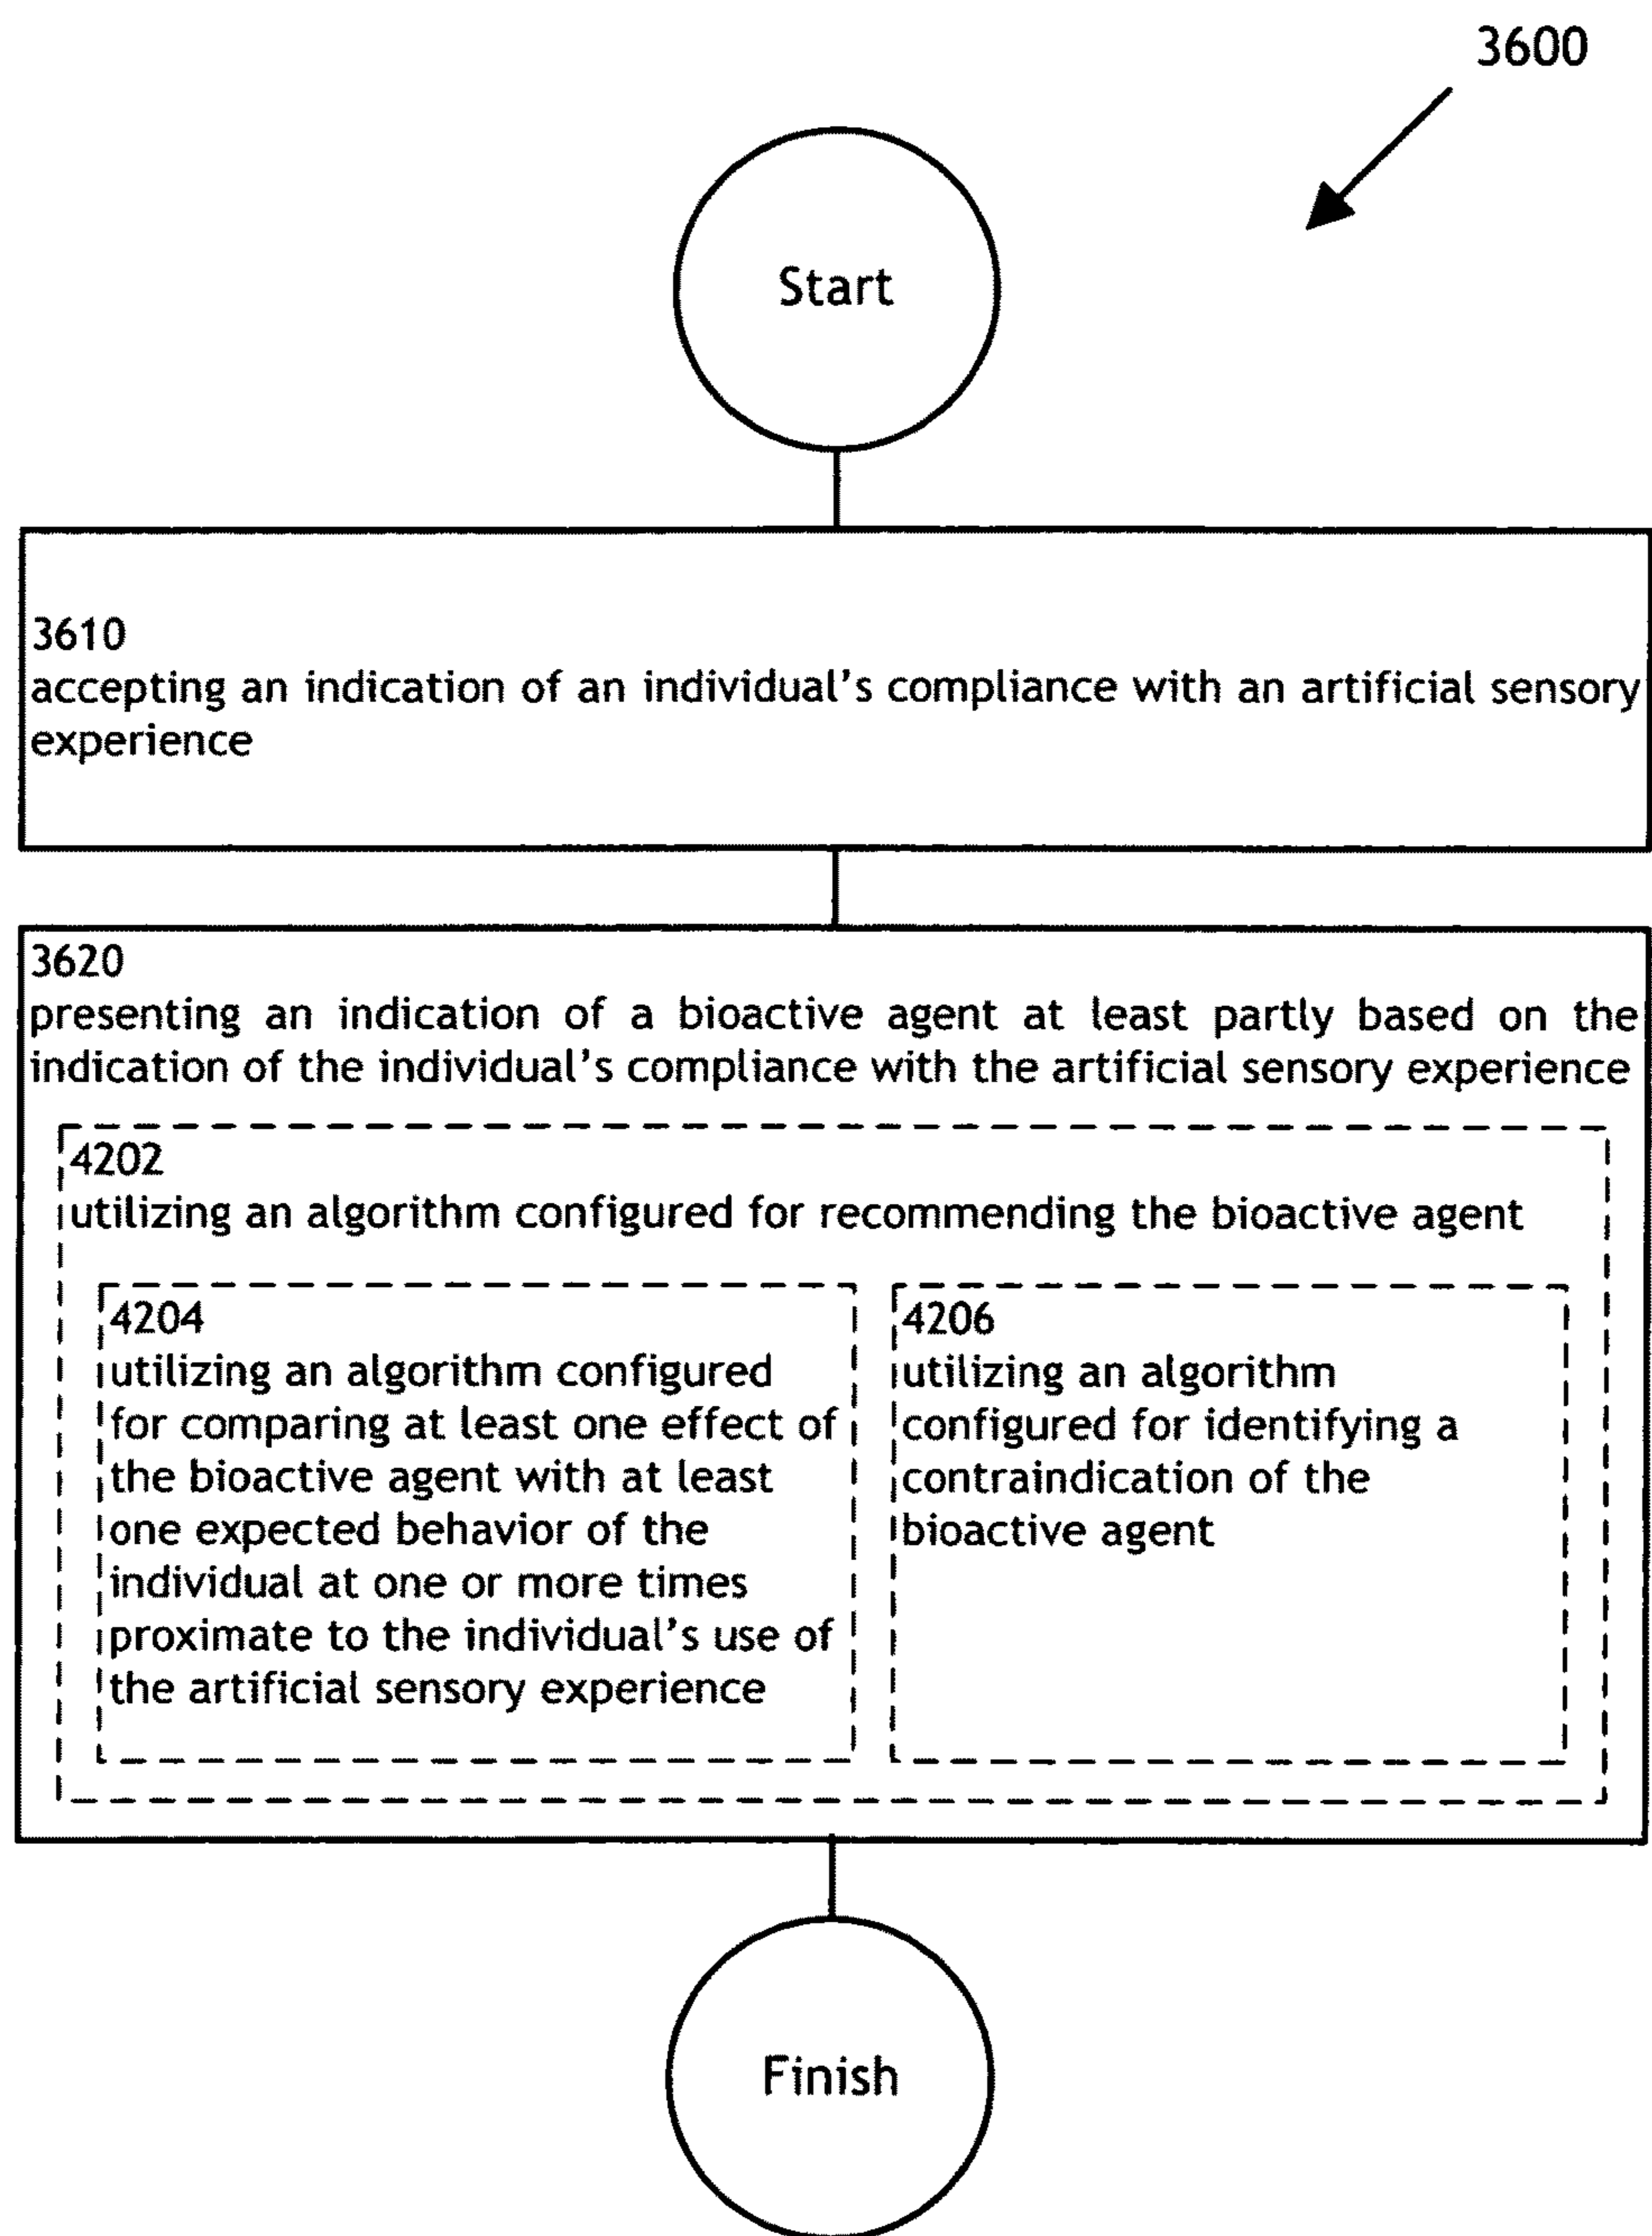 3600
Start
3610
accepting an indication of an individual's compliance with an artificial sensory
experience
3620
presenting an indication of a bioactive agent at least partly based on the
indication of the individual's compliance with the artificial sensory experience
4202
utilizing an algorithm configured for recommending the bioactive agent
4204
utilizing an algorithm configured
for comparing at least one effect of
the bioactive agent with at least
one expected behavior of the
individual at one or more times
proximate to the individual's use of
the artificial sensory experience
4206
utilizing an algorithm
configured for identifying a
contraindication of the
bioactive agent
Finish